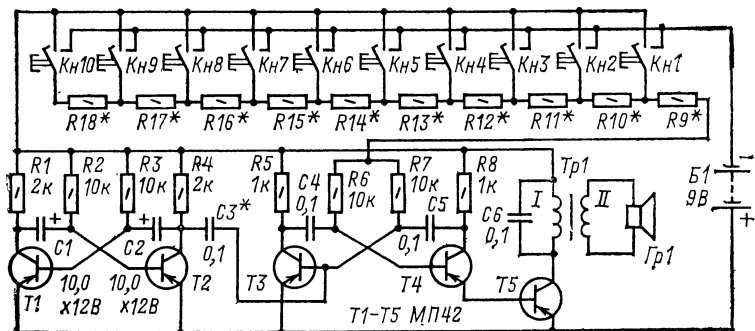 Кн10 Кн9 Кн8 Кн7 Кн6 Кн5 Кн4 Кн3 Кн2 Кн1
R18* R17* R16* R15* R14* R13* R12* R11* R10* R9*
R1 2к
R2 10к
R3 10к
R4 2к
C3* 0,1
R5 1к
C4 0,1
R6 10к
R7 10к
C5 0,1
R8 1к
C6 0,1
Тр1
I
II
Гр1
Б1 9В
C1 10,0 х12В
C2 10,0 х12В
T1
T2
T3
T4
T5
T1-T5 МП42